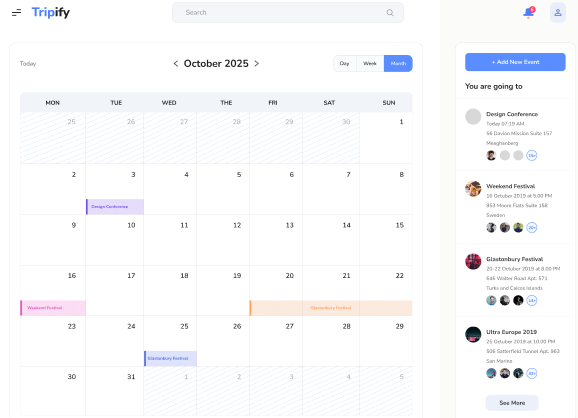 Tripify
Search
5
Today
< October 2025 >
Day Week Month
MON TUE WED THE FRI SAT SUN
25 26 27 28 29 30 1
2 3 4 5 6 7 8
Design Conference
9 10 11 12 13 14 15
16 17 18 19 20 21 22
Weekend Festival Glastonbury Festival
23 24 25 26 27 28 29
Glastonbury Festival
30 31 1 2 3 4 5
+ Add New Event
You are going to
Design Conference
Today 07:19 AM
56 Davion Mission Suite 157
Meaghanberg
15+
Weekend Festival
16 October 2019 at 5.00 PM
853 Moore Flats Suite 158
Sweden
20+
Glastonbury Festival
20-22 October 2019 at 8.00 PM
646 Walter Road Apt. 571
Turks and Caicos Islands
14+
Ultra Europe 2019
25 October 2019 at 10.00 PM
506 Satterfield Tunnel Apt. 963
San Marino
See More